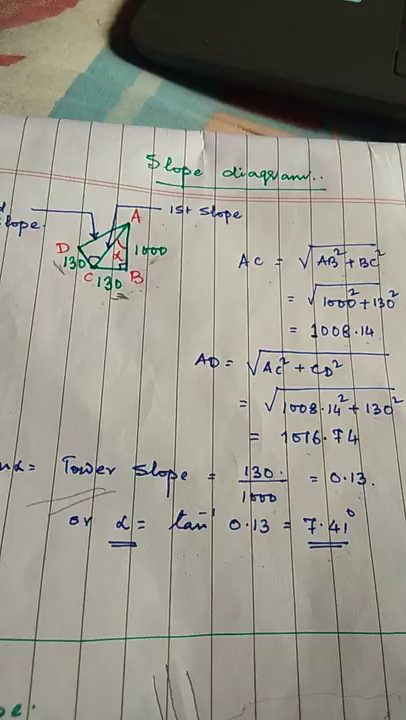 Slope diagram..
1st slope
slope.
A
D
1000
α
130
C
B
130
AC = √AB² + BC²
= √1000² + 130²
= 1008.14
AD = √AC² + CD²
= √1008.14² + 130²
= 1016.74
α = Tower slope = 130. / 1000 = 0.13.
or α = tan⁻¹ 0.13 = 7.41°